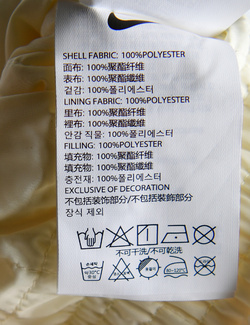 SHELL FABRIC: 100%POLYESTER
面布: 100%聚酯纤维
表布: 100%聚酯纖維
겉감: 100%폴리에스터
LINING FABRIC: 100%POLYESTER
里布: 100%聚酯纤维
裡布: 100%聚酯纖維
안감 직물: 100%폴리에스터
FILLING: 100%POLYESTER
填充物: 100%聚酯纤维
填充物: 100%聚酯纖維
충전재: 100%폴리에스터
EXCLUSIVE OF DECORATION
不包括装饰部分/不包括裝飾部分
장식 제외
不可干洗/不可乾洗
약30℃
80~120℃